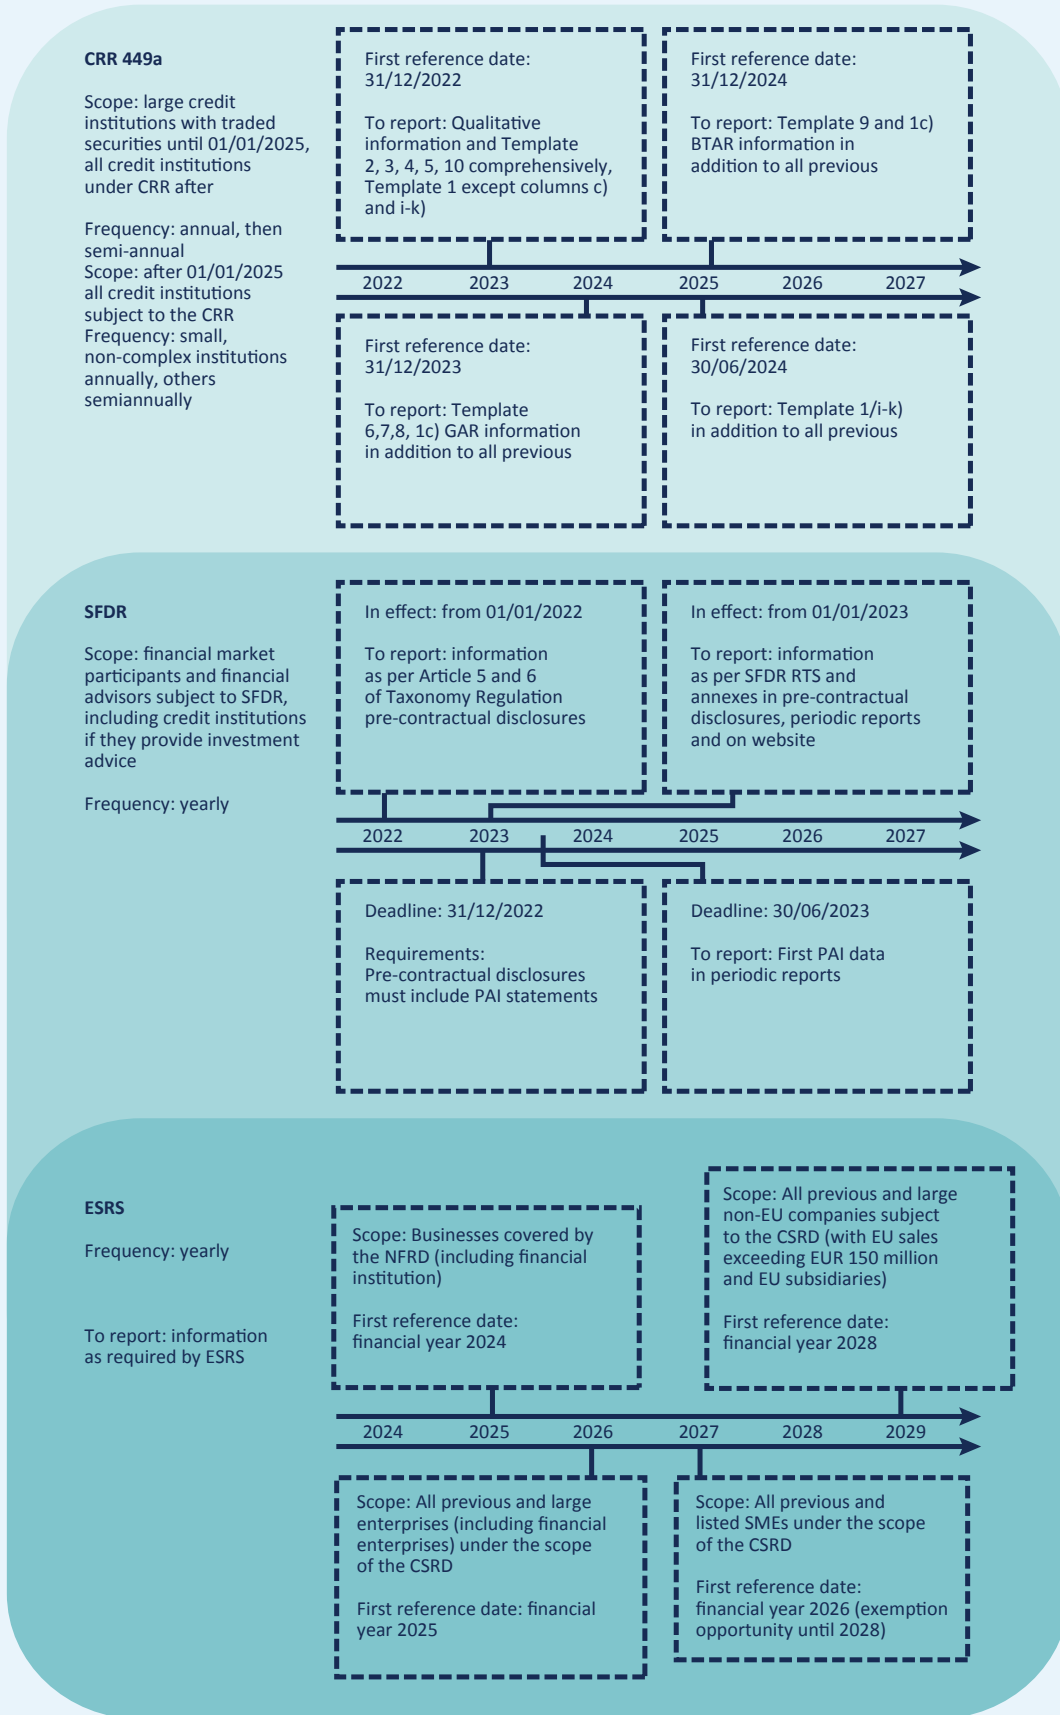 CRR 449a
Scope: large credit
institutions with traded
securities until 01/01/2025,
all credit institutions
under CRR after
Frequency: annual, then
semi-annual
Scope: after 01/01/2025
all credit institutions
subject to the CRR
Frequency: small,
non-complex institutions
annually, others
semiannually
First reference date:
31/12/2022
To report: Qualitative
information and Template
2, 3, 4, 5, 10 comprehensively,
Template 1 except columns c)
and i-k)
First reference date:
31/12/2024
To report: Template 9 and 1c)
BTAR information in
addition to all previous
2022 2023 2024 2025 2026 2027
First reference date:
31/12/2023
To report: Template
6,7,8, 1c) GAR information
in addition to all previous
First reference date:
30/06/2024
To report: Template 1/i-k)
in addition to all previous
SFDR
Scope: financial market
participants and financial
advisors subject to SFDR,
including credit institutions
if they provide investment
advice
Frequency: yearly
In effect: from 01/01/2022
To report: information
as per Article 5 and 6
of Taxonomy Regulation
pre-contractual disclosures
In effect: from 01/01/2023
To report: information
as per SFDR RTS and
annexes in pre-contractual
disclosures, periodic reports
and on website
2022 2023 2024 2025 2026 2027
Deadline: 31/12/2022
Requirements:
Pre-contractual disclosures
must include PAI statements
Deadline: 30/06/2023
To report: First PAI data
in periodic reports
ESRS
Frequency: yearly
To report: information
as required by ESRS
Scope: Businesses covered by
the NFRD (including financial
institution)
First reference date:
financial year 2024
Scope: All previous and large
non-EU companies subject
to the CSRD (with EU sales
exceeding EUR 150 million
and EU subsidiaries)
First reference date:
financial year 2028
2024 2025 2026 2027 2028 2029
Scope: All previous and large
enterprises (including financial
enterprises) under the scope
of the CSRD
First reference date: financial
year 2025
Scope: All previous and
listed SMEs under the scope
of the CSRD
First reference date:
financial year 2026 (exemption
opportunity until 2028)